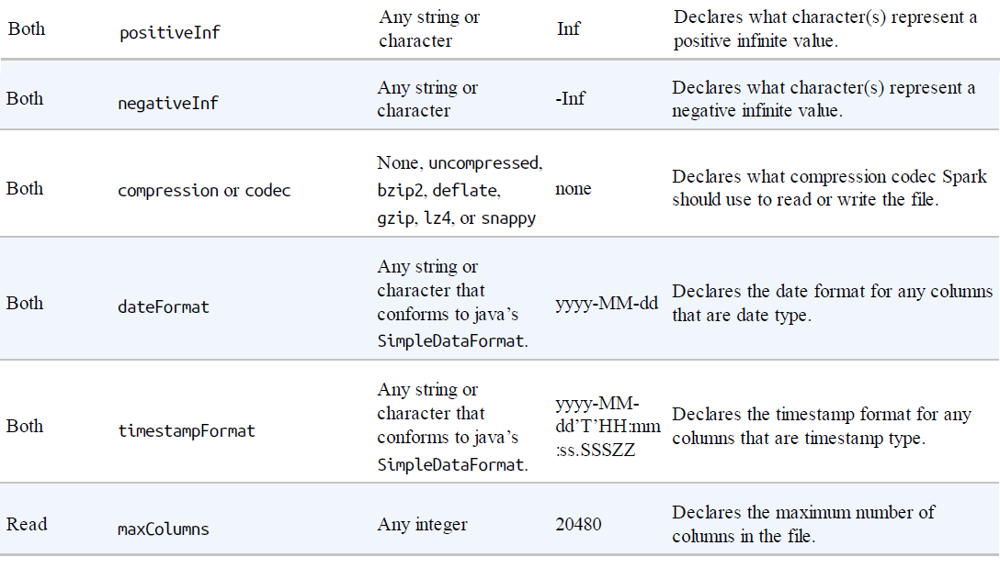 Both positiveInf Any string or character Inf Declares what character(s) represent a positive infinite value.
Both negativeInf Any string or character -Inf Declares what character(s) represent a negative infinite value.
Both compression or codec None, uncompressed, bzip2, deflate, gzip, lz4, or snappy none Declares what compression codec Spark should use to read or write the file.
Both dateFormat Any string or character that conforms to java’s SimpleDataFormat. yyyy-MM-dd Declares the date format for any columns that are date type.
Both timestampFormat Any string or character that conforms to java’s SimpleDataFormat. yyyy-MM-dd’T’HH:mm:ss.SSSZZ Declares the timestamp format for any columns that are timestamp type.
Read maxColumns Any integer 20480 Declares the maximum number of columns in the file.